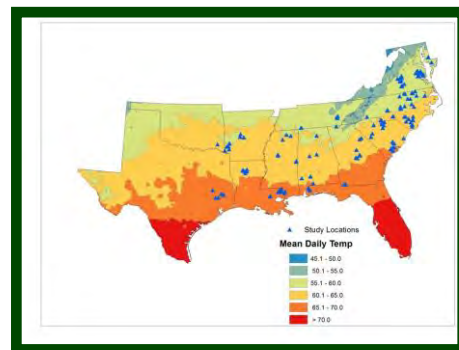 Study Locations
Mean Daily Temp
45.1 - 50.0
50.1 - 55.0
55.1 - 60.0
60.1 - 65.0
65.1 - 70.0
> 70.0